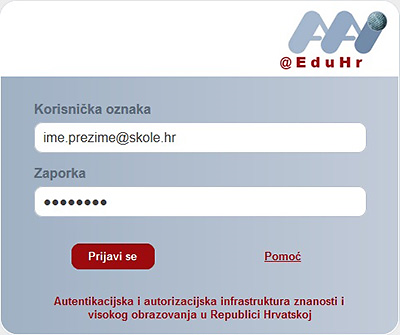 AAI
@EduHr
Korisnička oznaka
ime.prezime@skole.hr
Zaporka
●●●●●●●●
Prijavi se
Pomoć
Autentikacijska i autorizacijska infrastruktura znanosti i
visokog obrazovanja u Republici Hrvatskoj